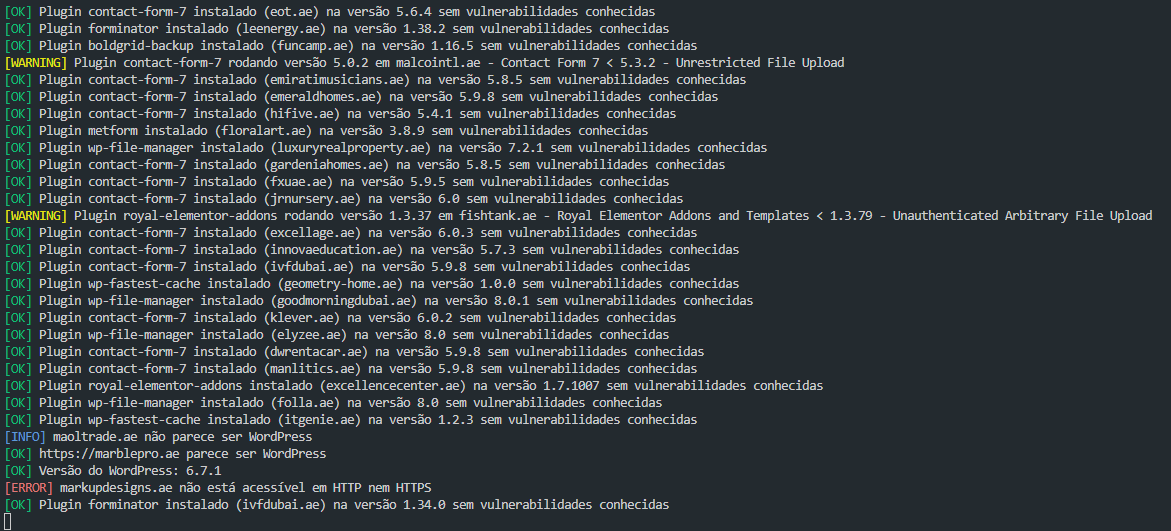 [OK] Plugin contact-form-7 instalado (eot.ae) na versão 5.6.4 sem vulnerabilidades conhecidas
[OK] Plugin forminator instalado (leenergy.ae) na versão 1.38.2 sem vulnerabilidades conhecidas
[OK] Plugin boldgrid-backup instalado (funcamp.ae) na versão 1.16.5 sem vulnerabilidades conhecidas
[WARNING] Plugin contact-form-7 rodando versão 5.0.2 em malcointl.ae - Contact Form 7 < 5.3.2 - Unrestricted File Upload
[OK] Plugin contact-form-7 instalado (emiratimusicians.ae) na versão 5.8.5 sem vulnerabilidades conhecidas
[OK] Plugin contact-form-7 instalado (emeraldhomes.ae) na versão 5.9.8 sem vulnerabilidades conhecidas
[OK] Plugin contact-form-7 instalado (hifive.ae) na versão 5.4.1 sem vulnerabilidades conhecidas
[OK] Plugin metform instalado (floralart.ae) na versão 3.8.9 sem vulnerabilidades conhecidas
[OK] Plugin wp-file-manager instalado (luxuryrealproperty.ae) na versão 7.2.1 sem vulnerabilidades conhecidas
[OK] Plugin contact-form-7 instalado (gardeniahomes.ae) na versão 5.8.5 sem vulnerabilidades conhecidas
[OK] Plugin contact-form-7 instalado (fxuae.ae) na versão 5.9.5 sem vulnerabilidades conhecidas
[OK] Plugin contact-form-7 instalado (jrnursery.ae) na versão 6.0 sem vulnerabilidades conhecidas
[WARNING] Plugin royal-elementor-addons rodando versão 1.3.37 em fishtank.ae - Royal Elementor Addons and Templates < 1.3.79 - Unauthenticated Arbitrary File Upload
[OK] Plugin contact-form-7 instalado (excellage.ae) na versão 6.0.3 sem vulnerabilidades conhecidas
[OK] Plugin contact-form-7 instalado (innovaeducation.ae) na versão 5.7.3 sem vulnerabilidades conhecidas
[OK] Plugin contact-form-7 instalado (ivfdubai.ae) na versão 5.9.8 sem vulnerabilidades conhecidas
[OK] Plugin wp-fastest-cache instalado (geometry-home.ae) na versão 1.0.0 sem vulnerabilidades conhecidas
[OK] Plugin wp-file-manager instalado (goodmorningdubai.ae) na versão 8.0.1 sem vulnerabilidades conhecidas
[OK] Plugin contact-form-7 instalado (klever.ae) na versão 6.0.2 sem vulnerabilidades conhecidas
[OK] Plugin wp-file-manager instalado (elyzee.ae) na versão 8.0 sem vulnerabilidades conhecidas
[OK] Plugin contact-form-7 instalado (dwrentacar.ae) na versão 5.9.8 sem vulnerabilidades conhecidas
[OK] Plugin contact-form-7 instalado (manlitics.ae) na versão 5.9.8 sem vulnerabilidades conhecidas
[OK] Plugin royal-elementor-addons instalado (excellencecenter.ae) na versão 1.7.1007 sem vulnerabilidades conhecidas
[OK] Plugin wp-file-manager instalado (folla.ae) na versão 8.0 sem vulnerabilidades conhecidas
[OK] Plugin wp-fastest-cache instalado (itgenie.ae) na versão 1.2.3 sem vulnerabilidades conhecidas
[INFO] maoltrade.ae não parece ser WordPress
[OK] https://marblepro.ae parece ser WordPress
[OK] Versão do WordPress: 6.7.1
[ERROR] markupdesigns.ae não está acessível em HTTP nem HTTPS
[OK] Plugin forminator instalado (ivfdubai.ae) na versão 1.34.0 sem vulnerabilidades conhecidas